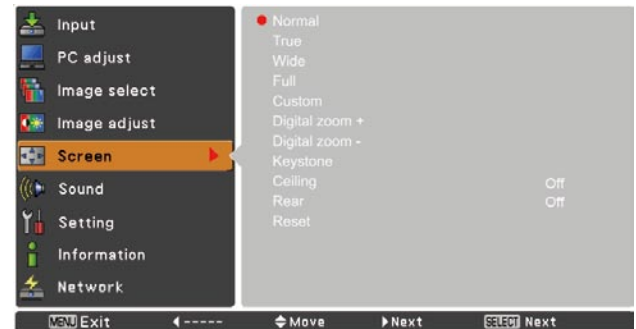 Input
PC adjust
Image select
Image adjust
Screen
Sound
Setting
Information
Network
Normal
True
Wide
Full
Custom
Digital zoom +
Digital zoom -
Keystone
Ceiling Off
Rear Off
Reset
MENU Exit ◀ ----- Move ▶ Next SELECT Next